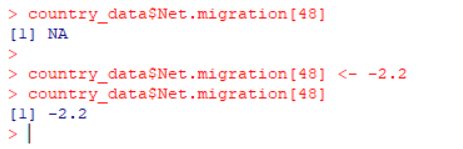 > country_data$Net.migration[48]
[1] NA
>
> country_data$Net.migration[48] <- -2.2
> country_data$Net.migration[48]
[1] -2.2
>